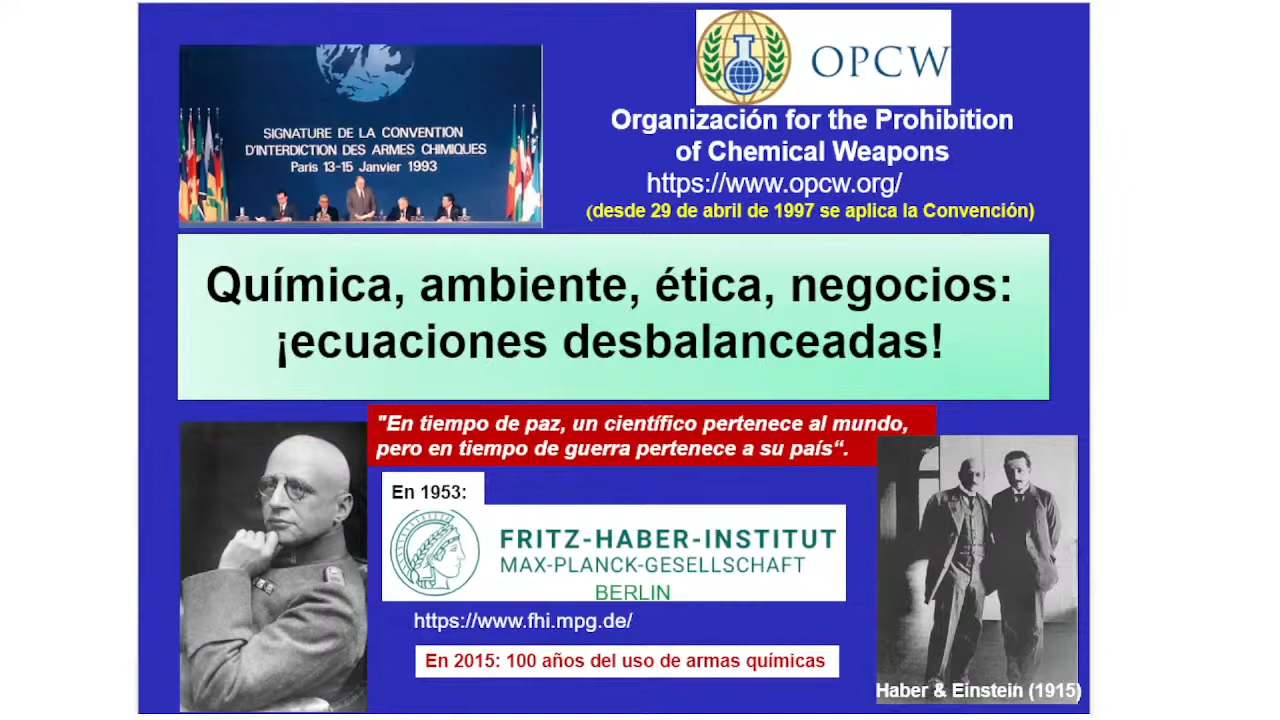 SIGNATURE DE LA CONVENTION
D'INTERDICTION DES ARMES CHIMIQUES
Paris 13-15 Janvier 1993
OPCW
Organización for the Prohibition
of Chemical Weapons
https://www.opcw.org/
(desde 29 de abril de 1997 se aplica la Convención)
Química, ambiente, ética, negocios:
¡ecuaciones desbalanceadas!
"En tiempo de paz, un científico pertenece al mundo,
pero en tiempo de guerra pertenece a su país“.
En 1953:
FRITZ-HABER-INSTITUT
MAX-PLANCK-GESELLSCHAFT
BERLIN
https://www.fhi.mpg.de/
En 2015: 100 años del uso de armas químicas
Haber & Einstein (1915)